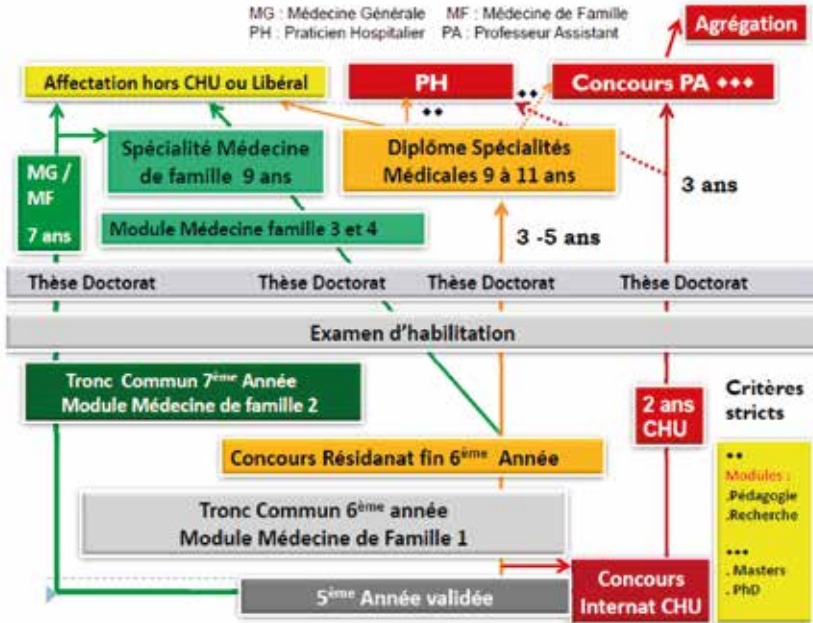 MG : Médecine Générale MF : Médecine de Famille
PH : Praticien Hospitalier PA : Professeur Assistant
Agrégation
Affectation hors CHU ou Libéral
PH
Concours PA ◆◆◆
◆◆
◆◆
MG /
MF
7 ans
Spécialité Médecine
de famille 9 ans
Diplôme Spécialités
Médicales 9 à 11 ans
3 ans
Module Médecine famille 3 et 4
3 -5 ans
Thèse Doctorat Thèse Doctorat Thèse Doctorat Thèse Doctorat
Examen d'habilitation
Tronc Commun 7ème Année
Module Médecine de famille 2
2 ans
CHU
Critères
stricts
Concours Résidanat fin 6ème Année
Tronc Commun 6ème année
Module Médecine de Famille 1
◆◆
Modules :
.Pédagogie
.Recherche
◆◆◆
. Masters
. PhD
5ème Année validée
Concours
Internat CHU